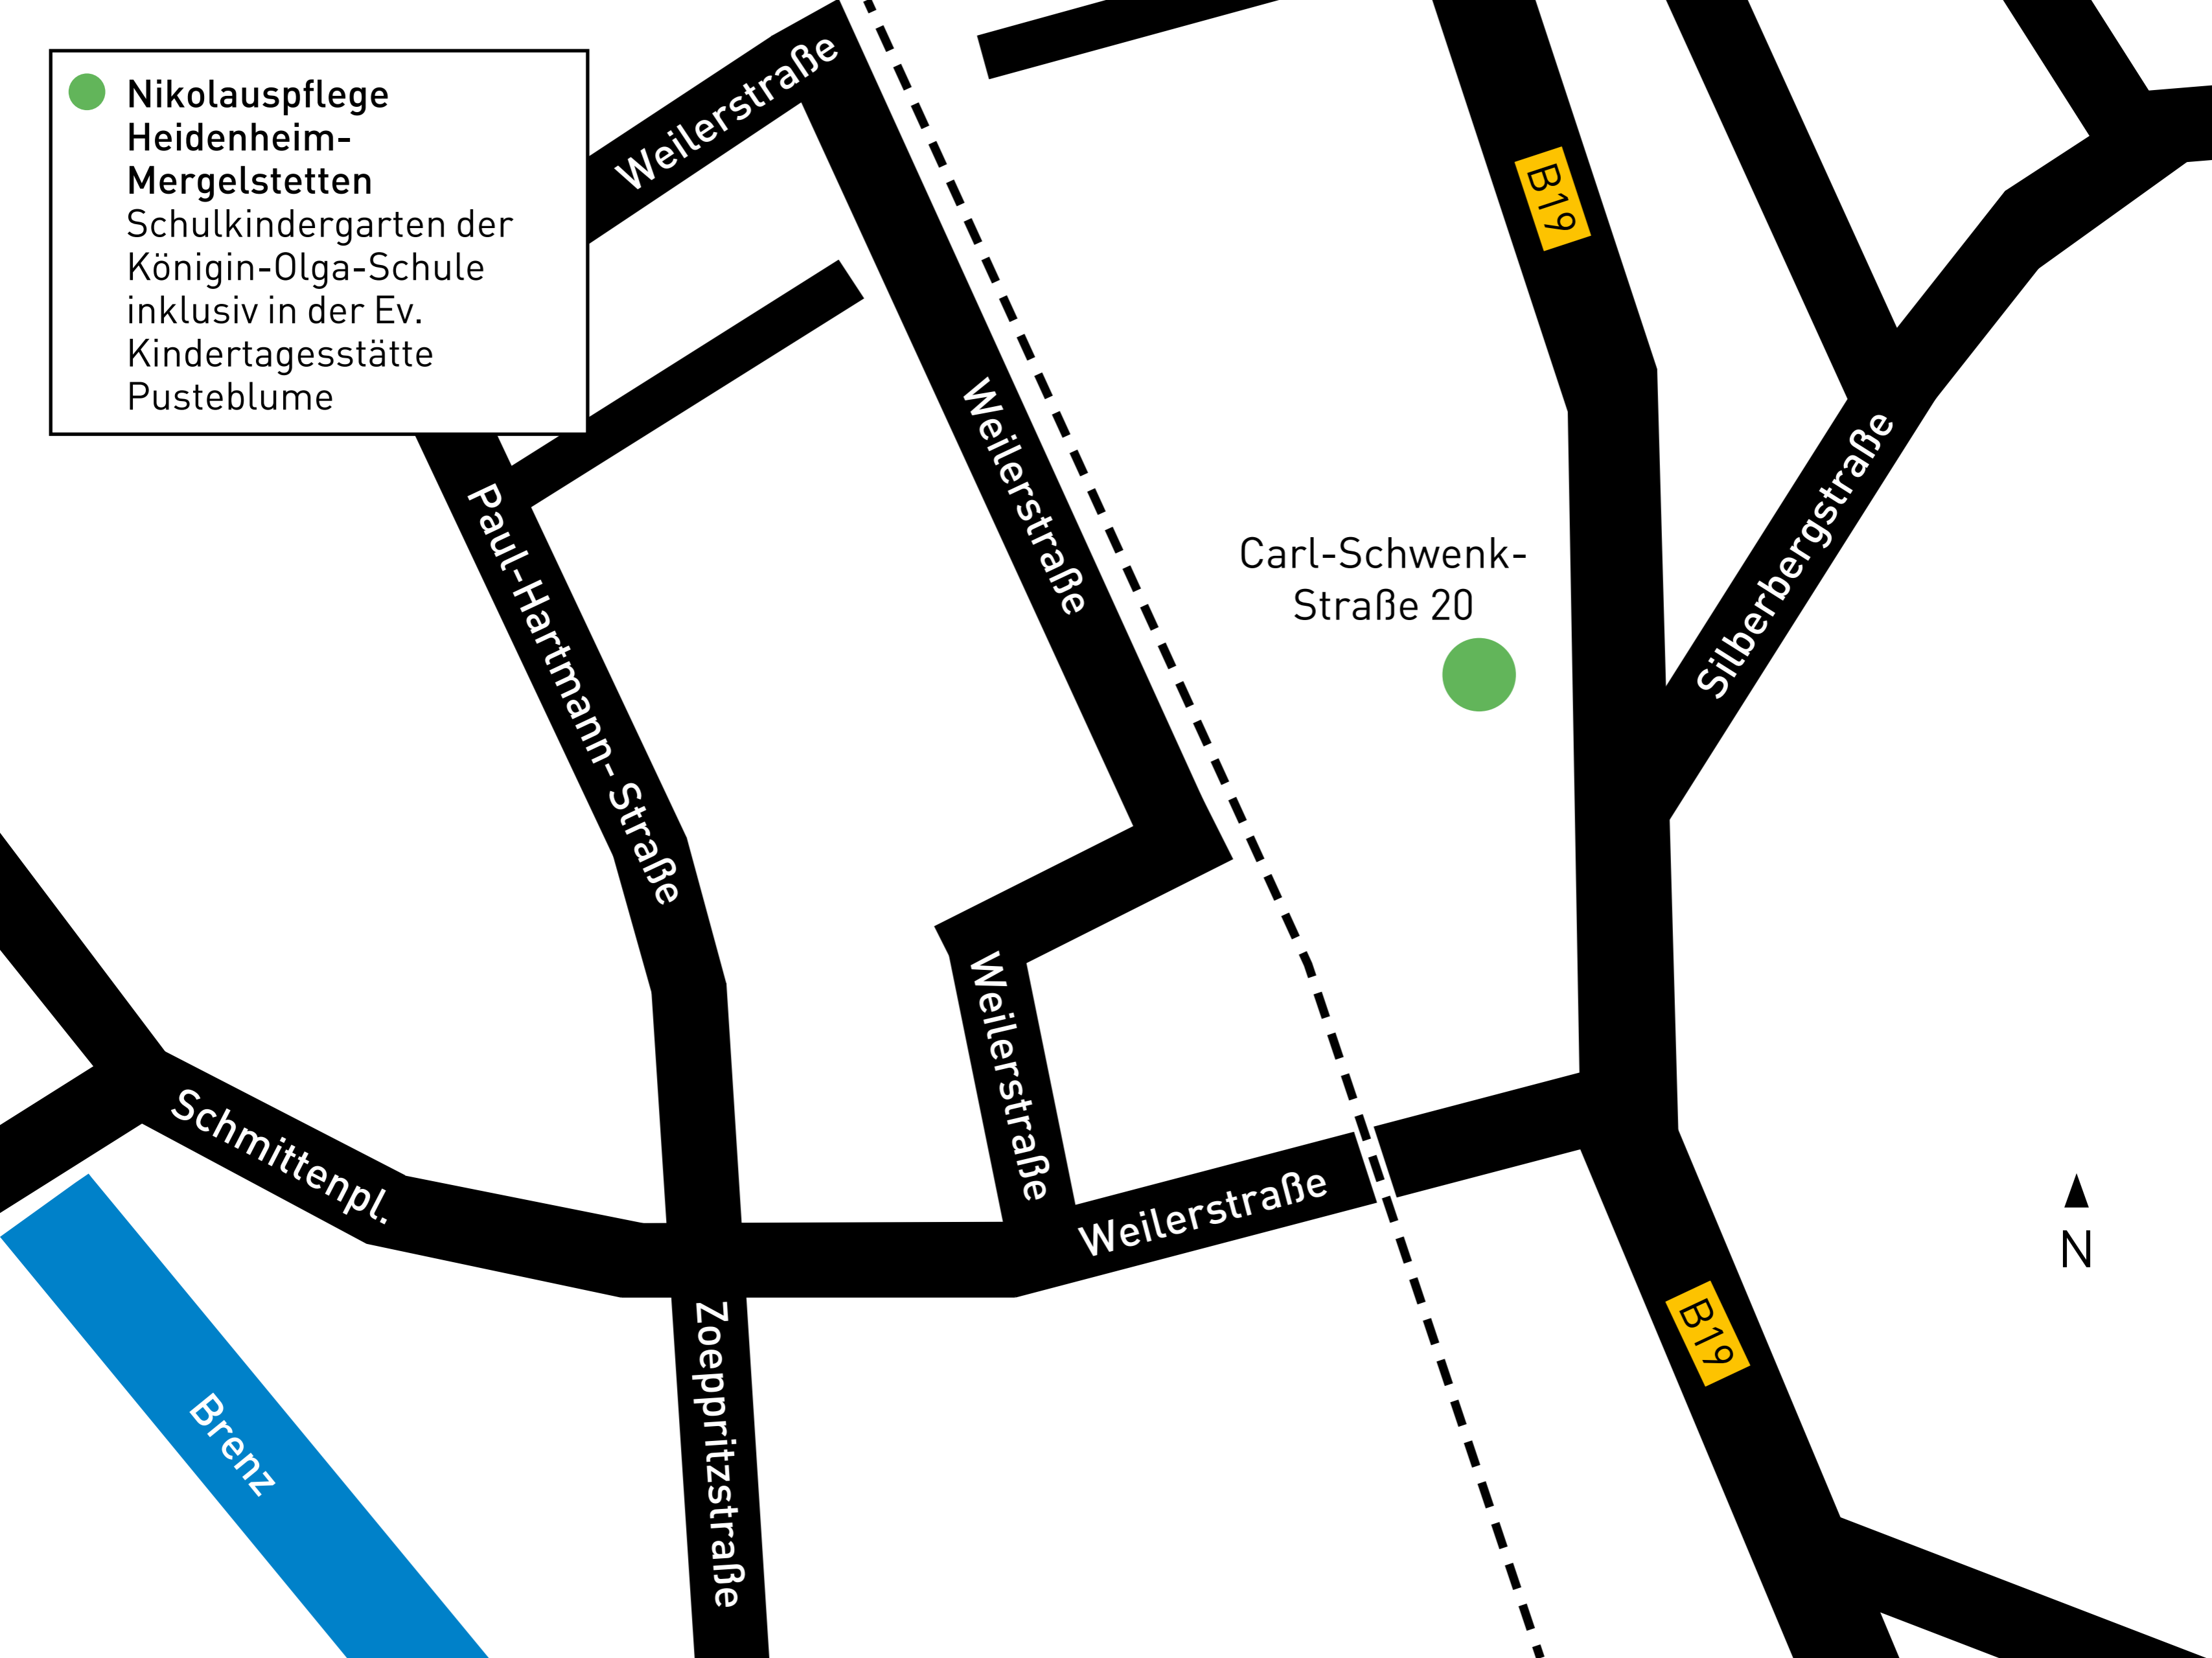 Nikolauspflege
Heidenheim-
Mergelstetten
Schulkindergarten der
Königin-Olga-Schule
inklusiv in der Ev.
Kindertagesstätte
Pusteblume
Weilerstraße
B19
Weilerstraße
Silberbergstraße
Paul-Hartmann- Straße
Carl-Schwenk-
Straße 20
Weilerstraße
Schmittenpl.
Weilerstraße
N
B19
Zoeppritzstraße
Brenz